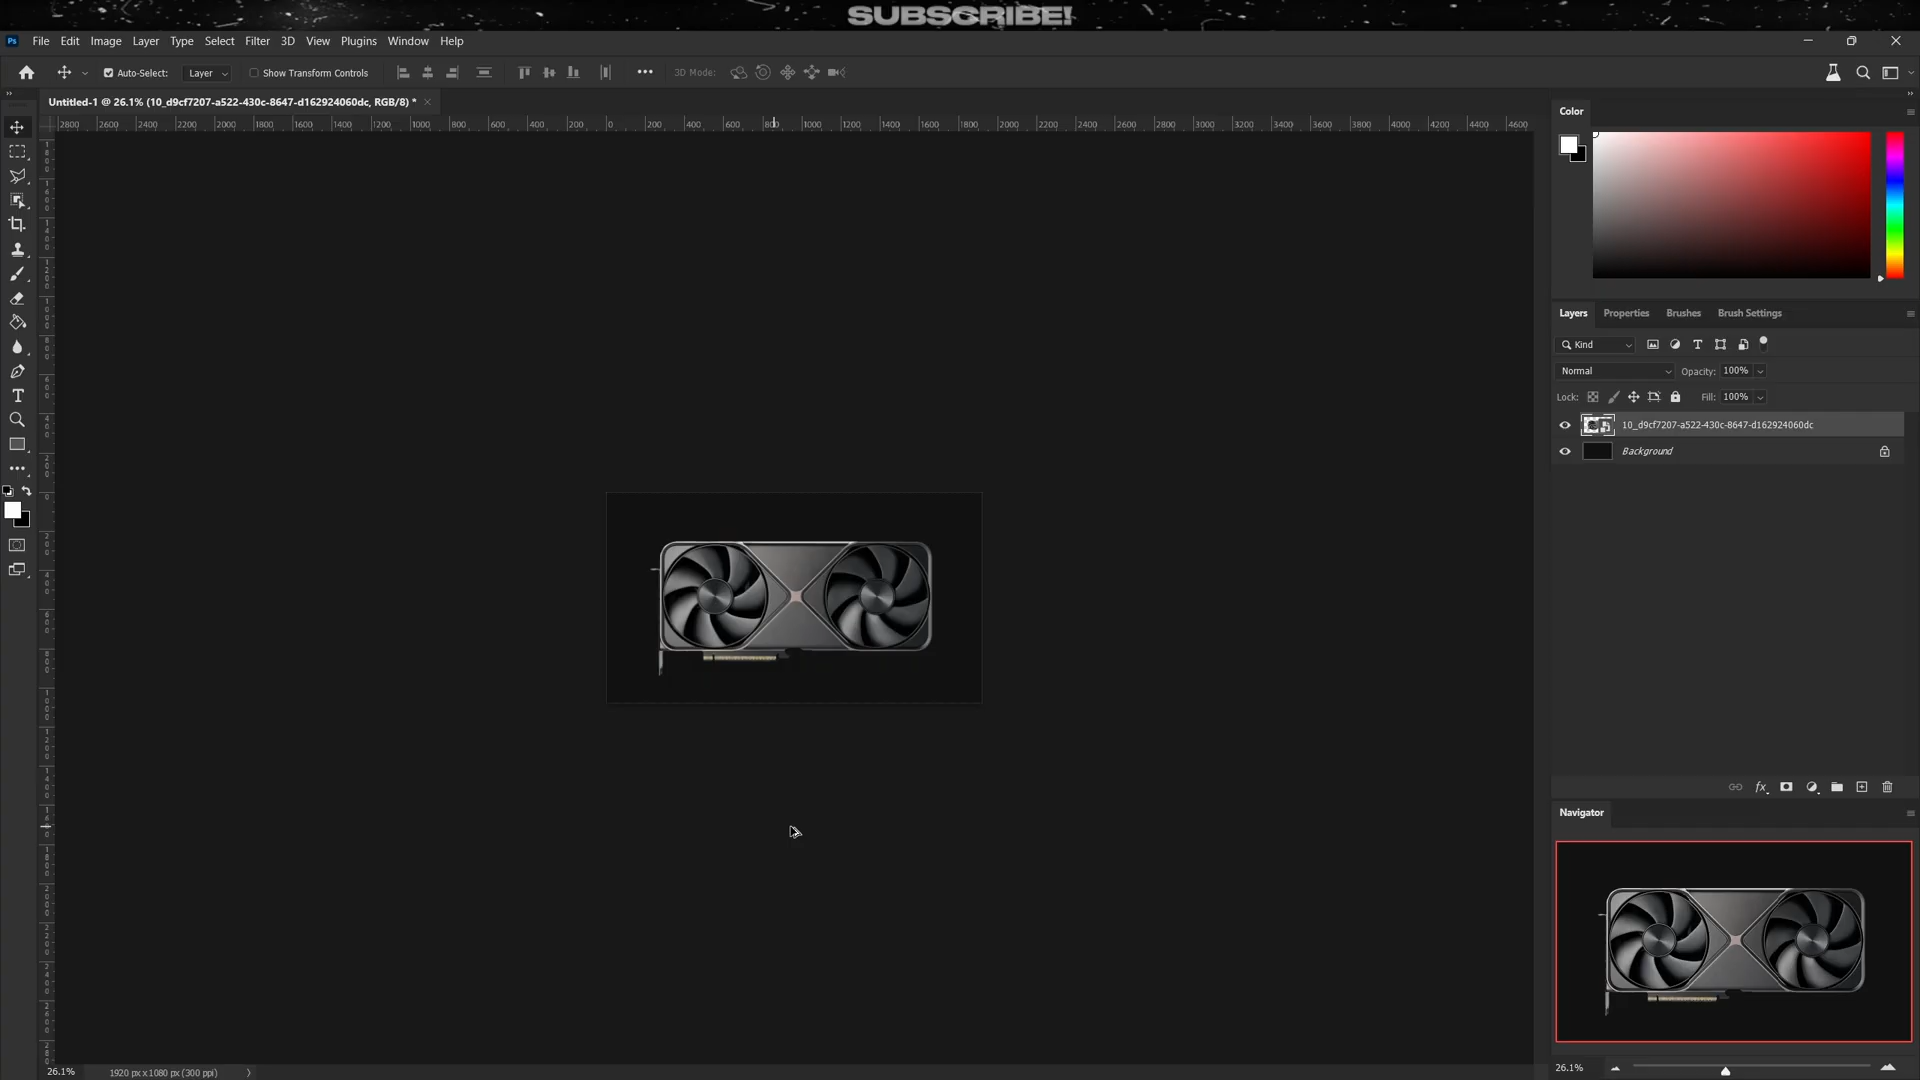 SUBSCRIBE!
Ps File Edit Image Layer Type Select Filter 3D View Plugins Window Help
Auto-Select: Layer Show Transform Controls 3D Mode:
Untitled-1 @ 26.1% (10_d9cf7207-a522-430c-8647-d162924060dc, RGB/8) *
2800 2600 2400 2200 2000 1800 1600 1400 1200 1000 800 600 400 200 0 200 400 600 800 1000 1200 1400 1600 1800 2000 2200 2400 2600 2800 3000 3200 3400 3600 3800 4000 4200 4400 4600
Color
Layers Properties Brushes Brush Settings
Kind
Normal Opacity: 100%
Lock: Fill: 100%
10_d9cf7207-a522-430c-8647-d162924060dc
Background
fx
Navigator
26.1%
26.1% 1920 px x 1080 px (300 ppi)